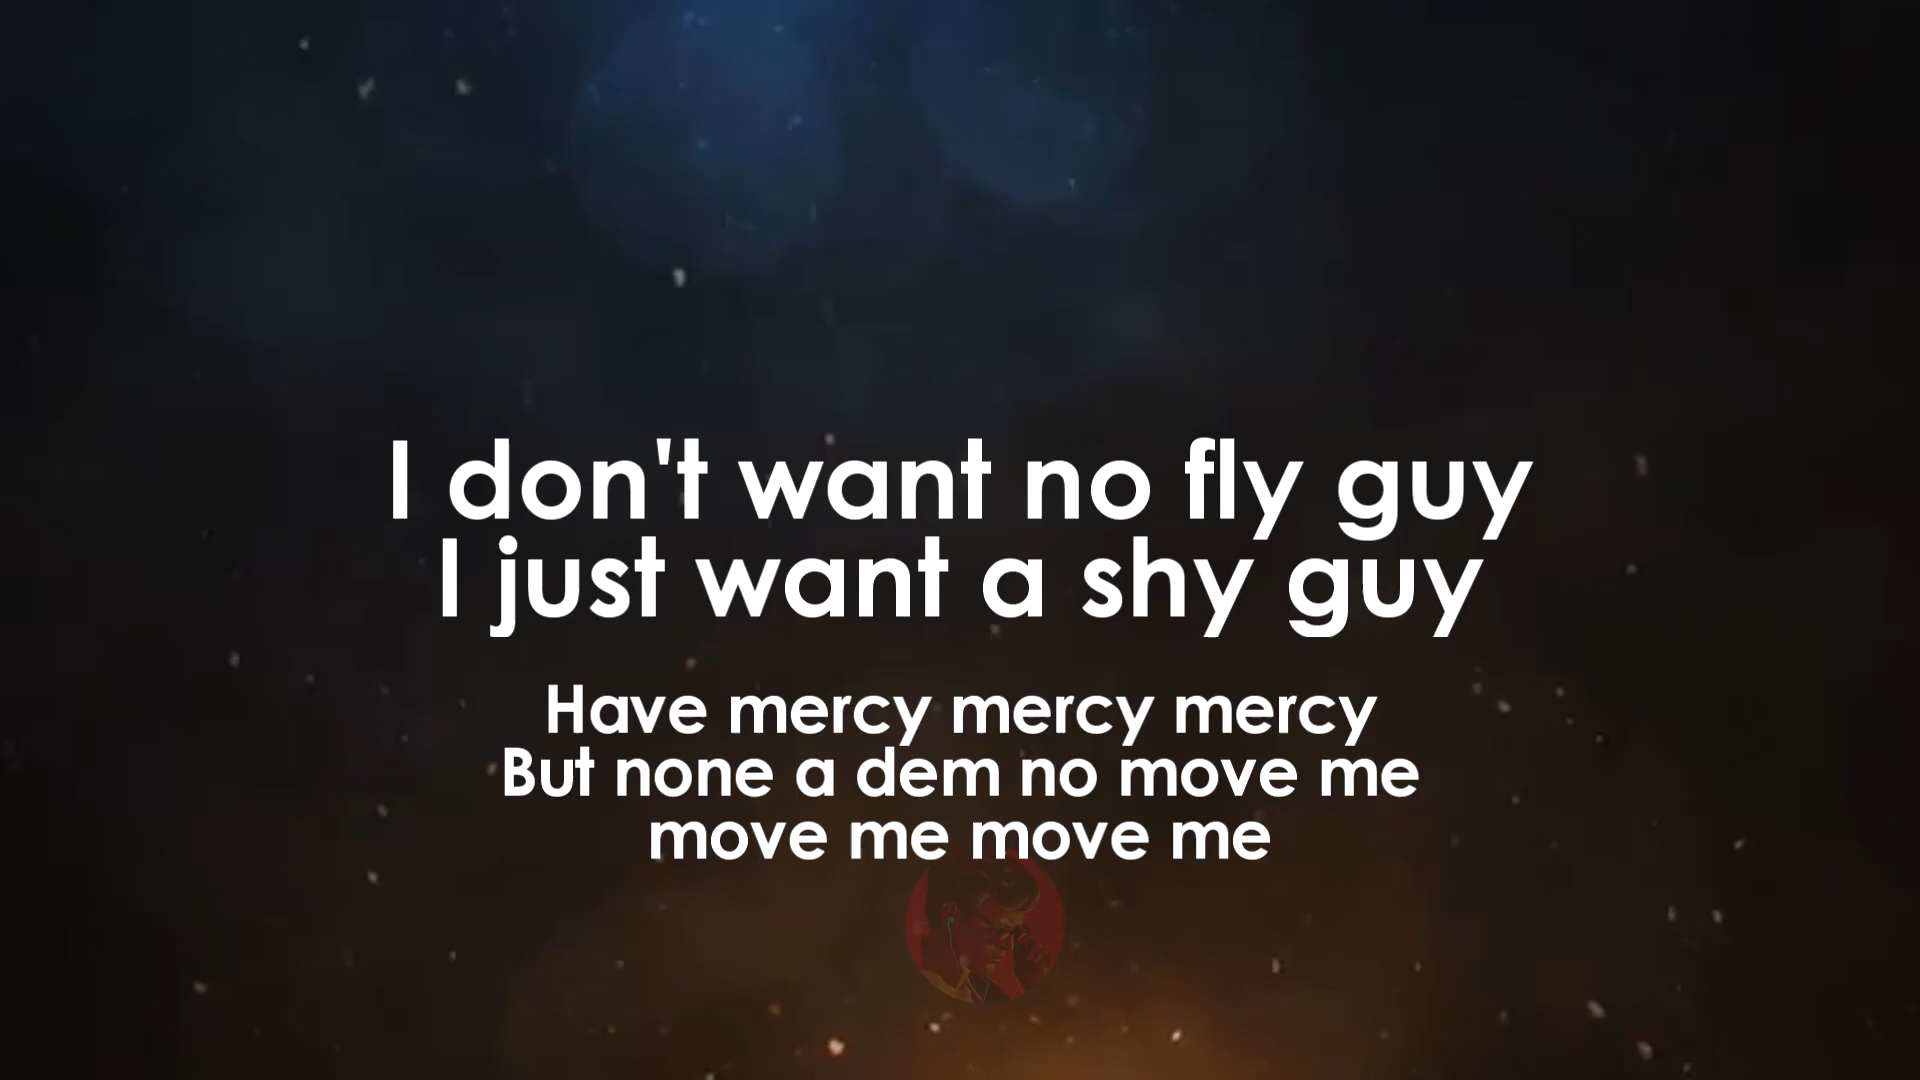 I don't want no fly guy
I just want a shy guy
Have mercy mercy mercy
But none a dem no move me
move me move me